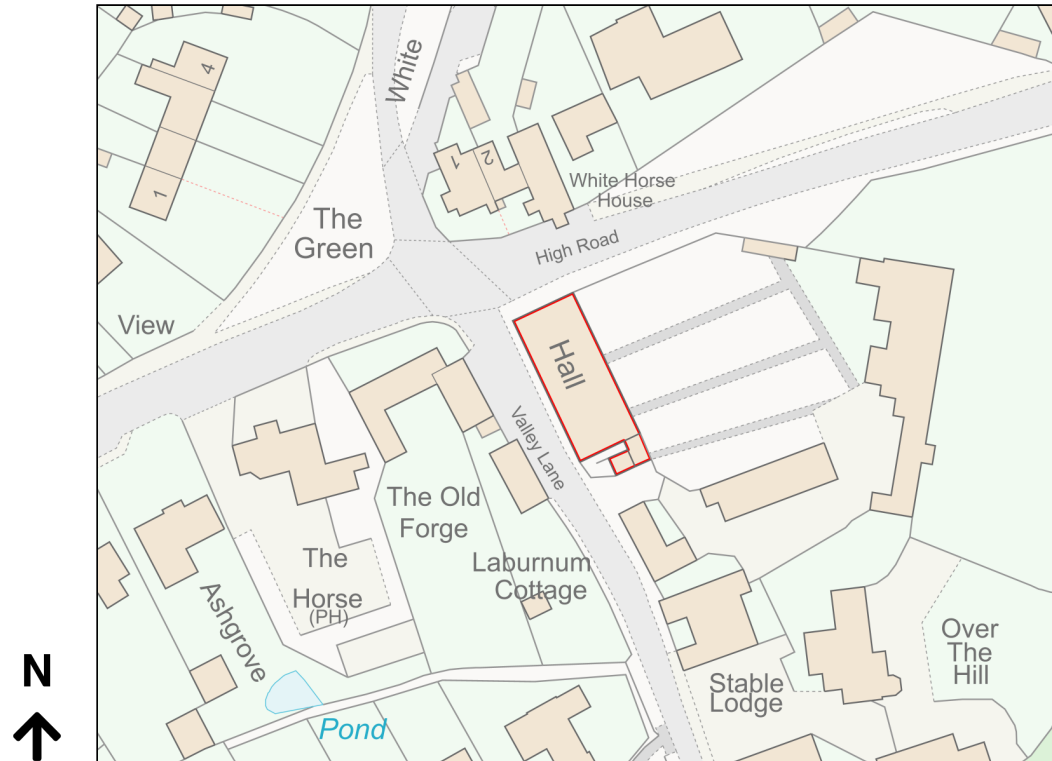 4
1
White
The
Green
1
2
White Horse
House
High Road
View
Hall
Valley Lane
The Old
Forge
The
Horse
(PH)
Laburnum
Cottage
Ashgrove
Pond
Stable
Lodge
Over
The
Hill
N